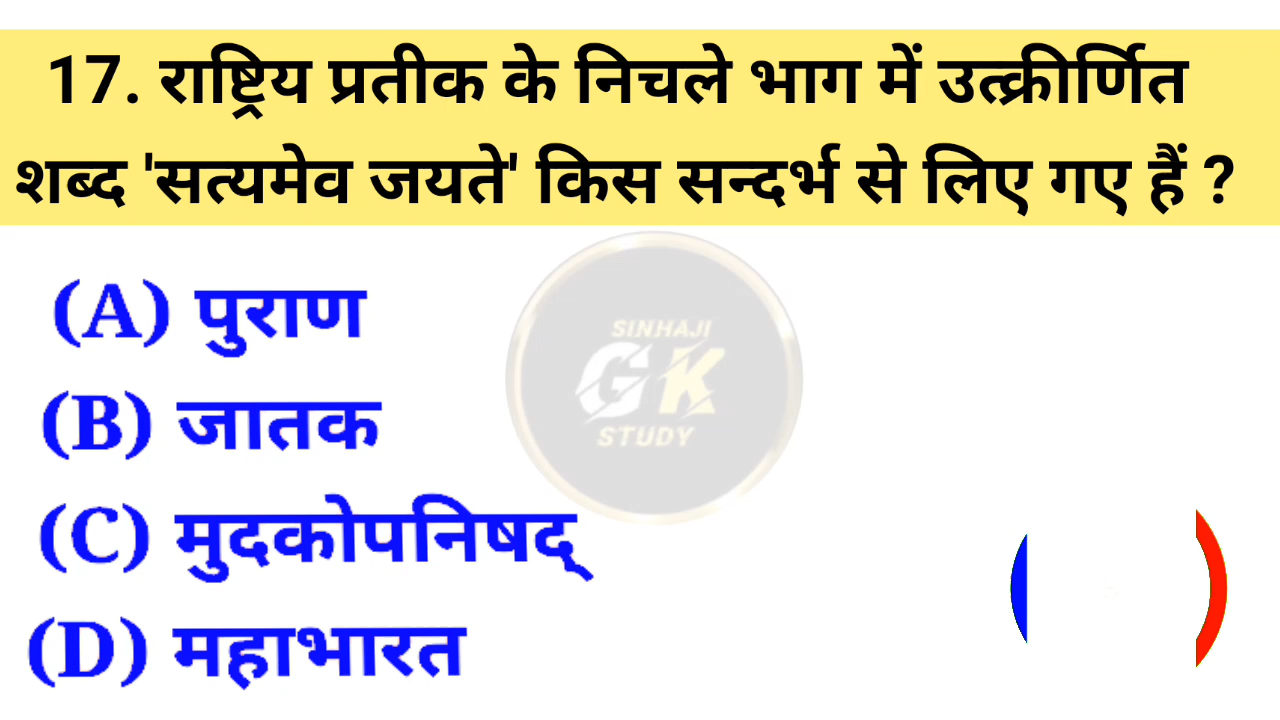 17. राष्ट्रिय प्रतीक के निचले भाग में उत्क्रीर्णित
शब्द 'सत्यमेव जयते' किस सन्दर्भ से लिए गए हैं ?
(A) पुराण
SINHAJI
GK
STUDY
(B) जातक
(C) मुदकोपनिषद्
(D) महाभारत